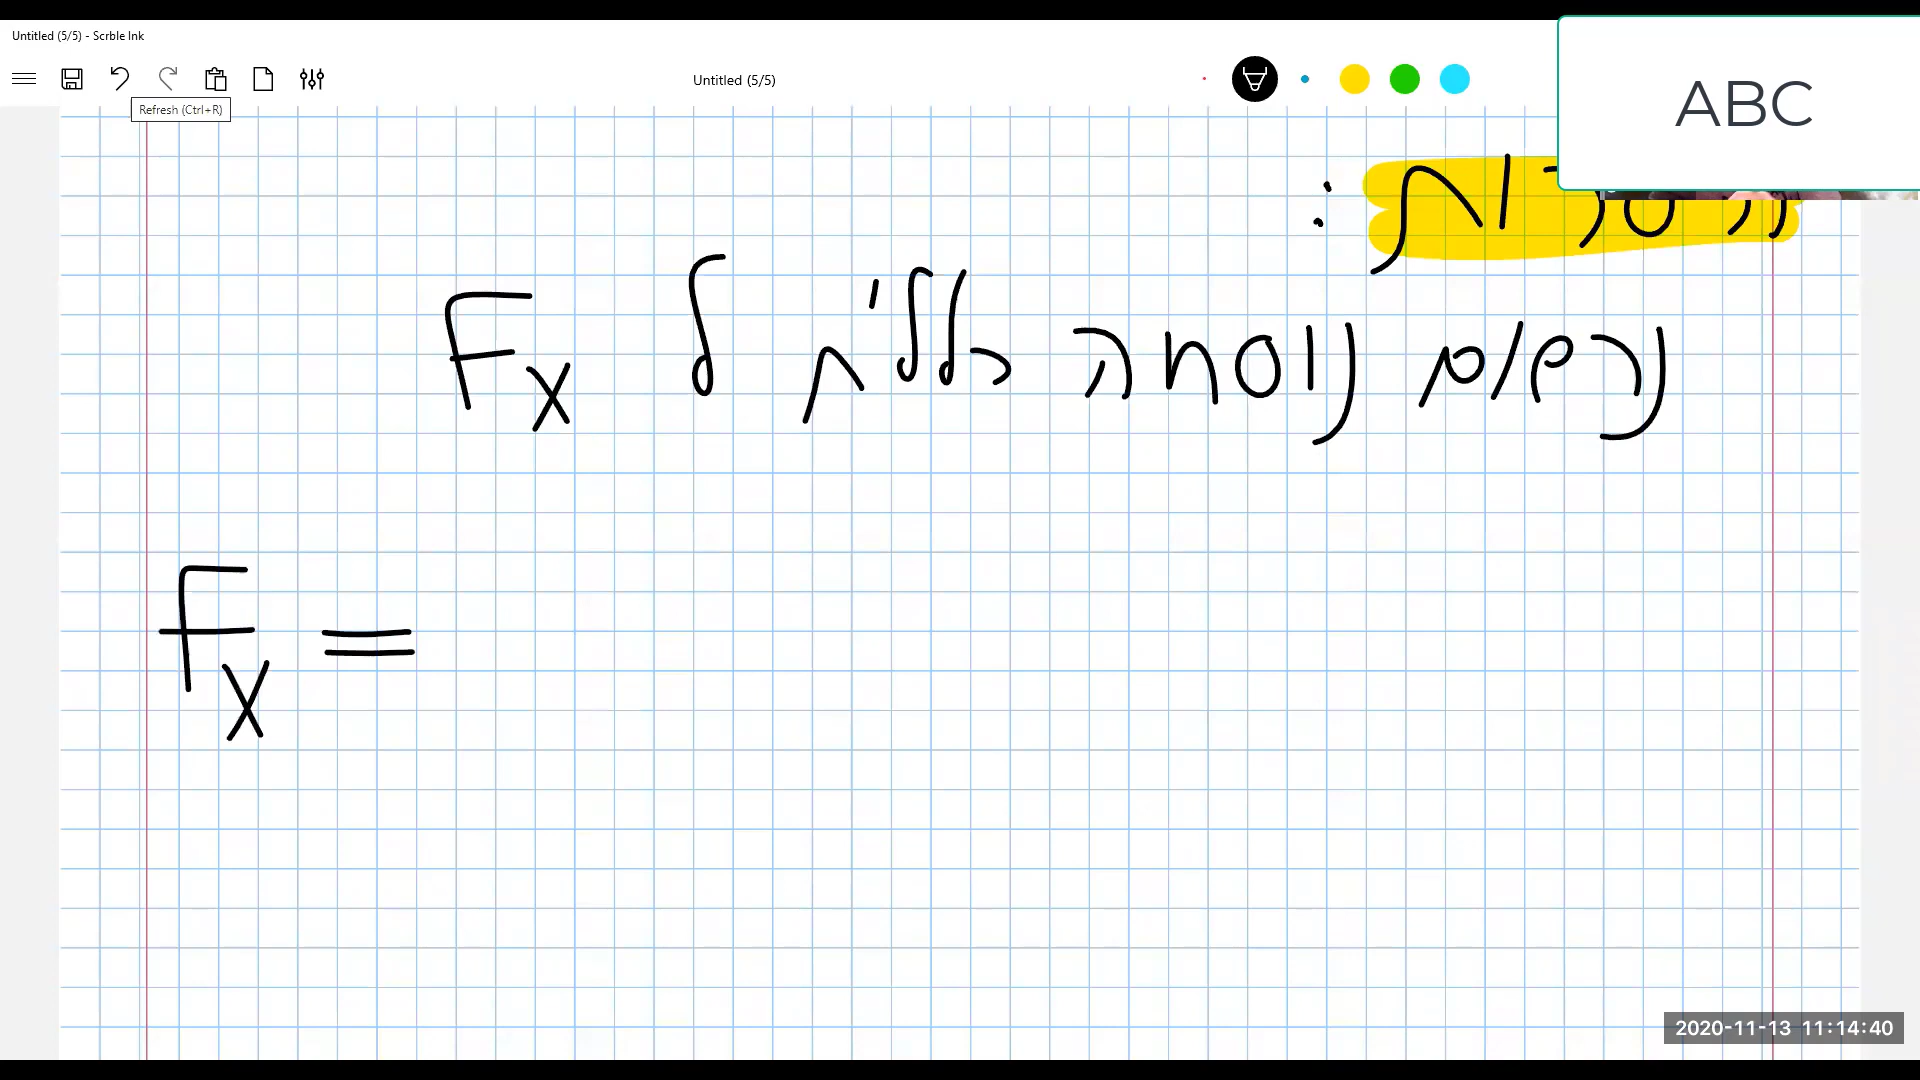 Untitled (5/5) - Scrble Ink
Untitled (5/5)
Refresh (Ctrl+R)
ABC
:
נרשום נוסחה כללית ל Fx
Fx =
2020-11-13 11:14:40